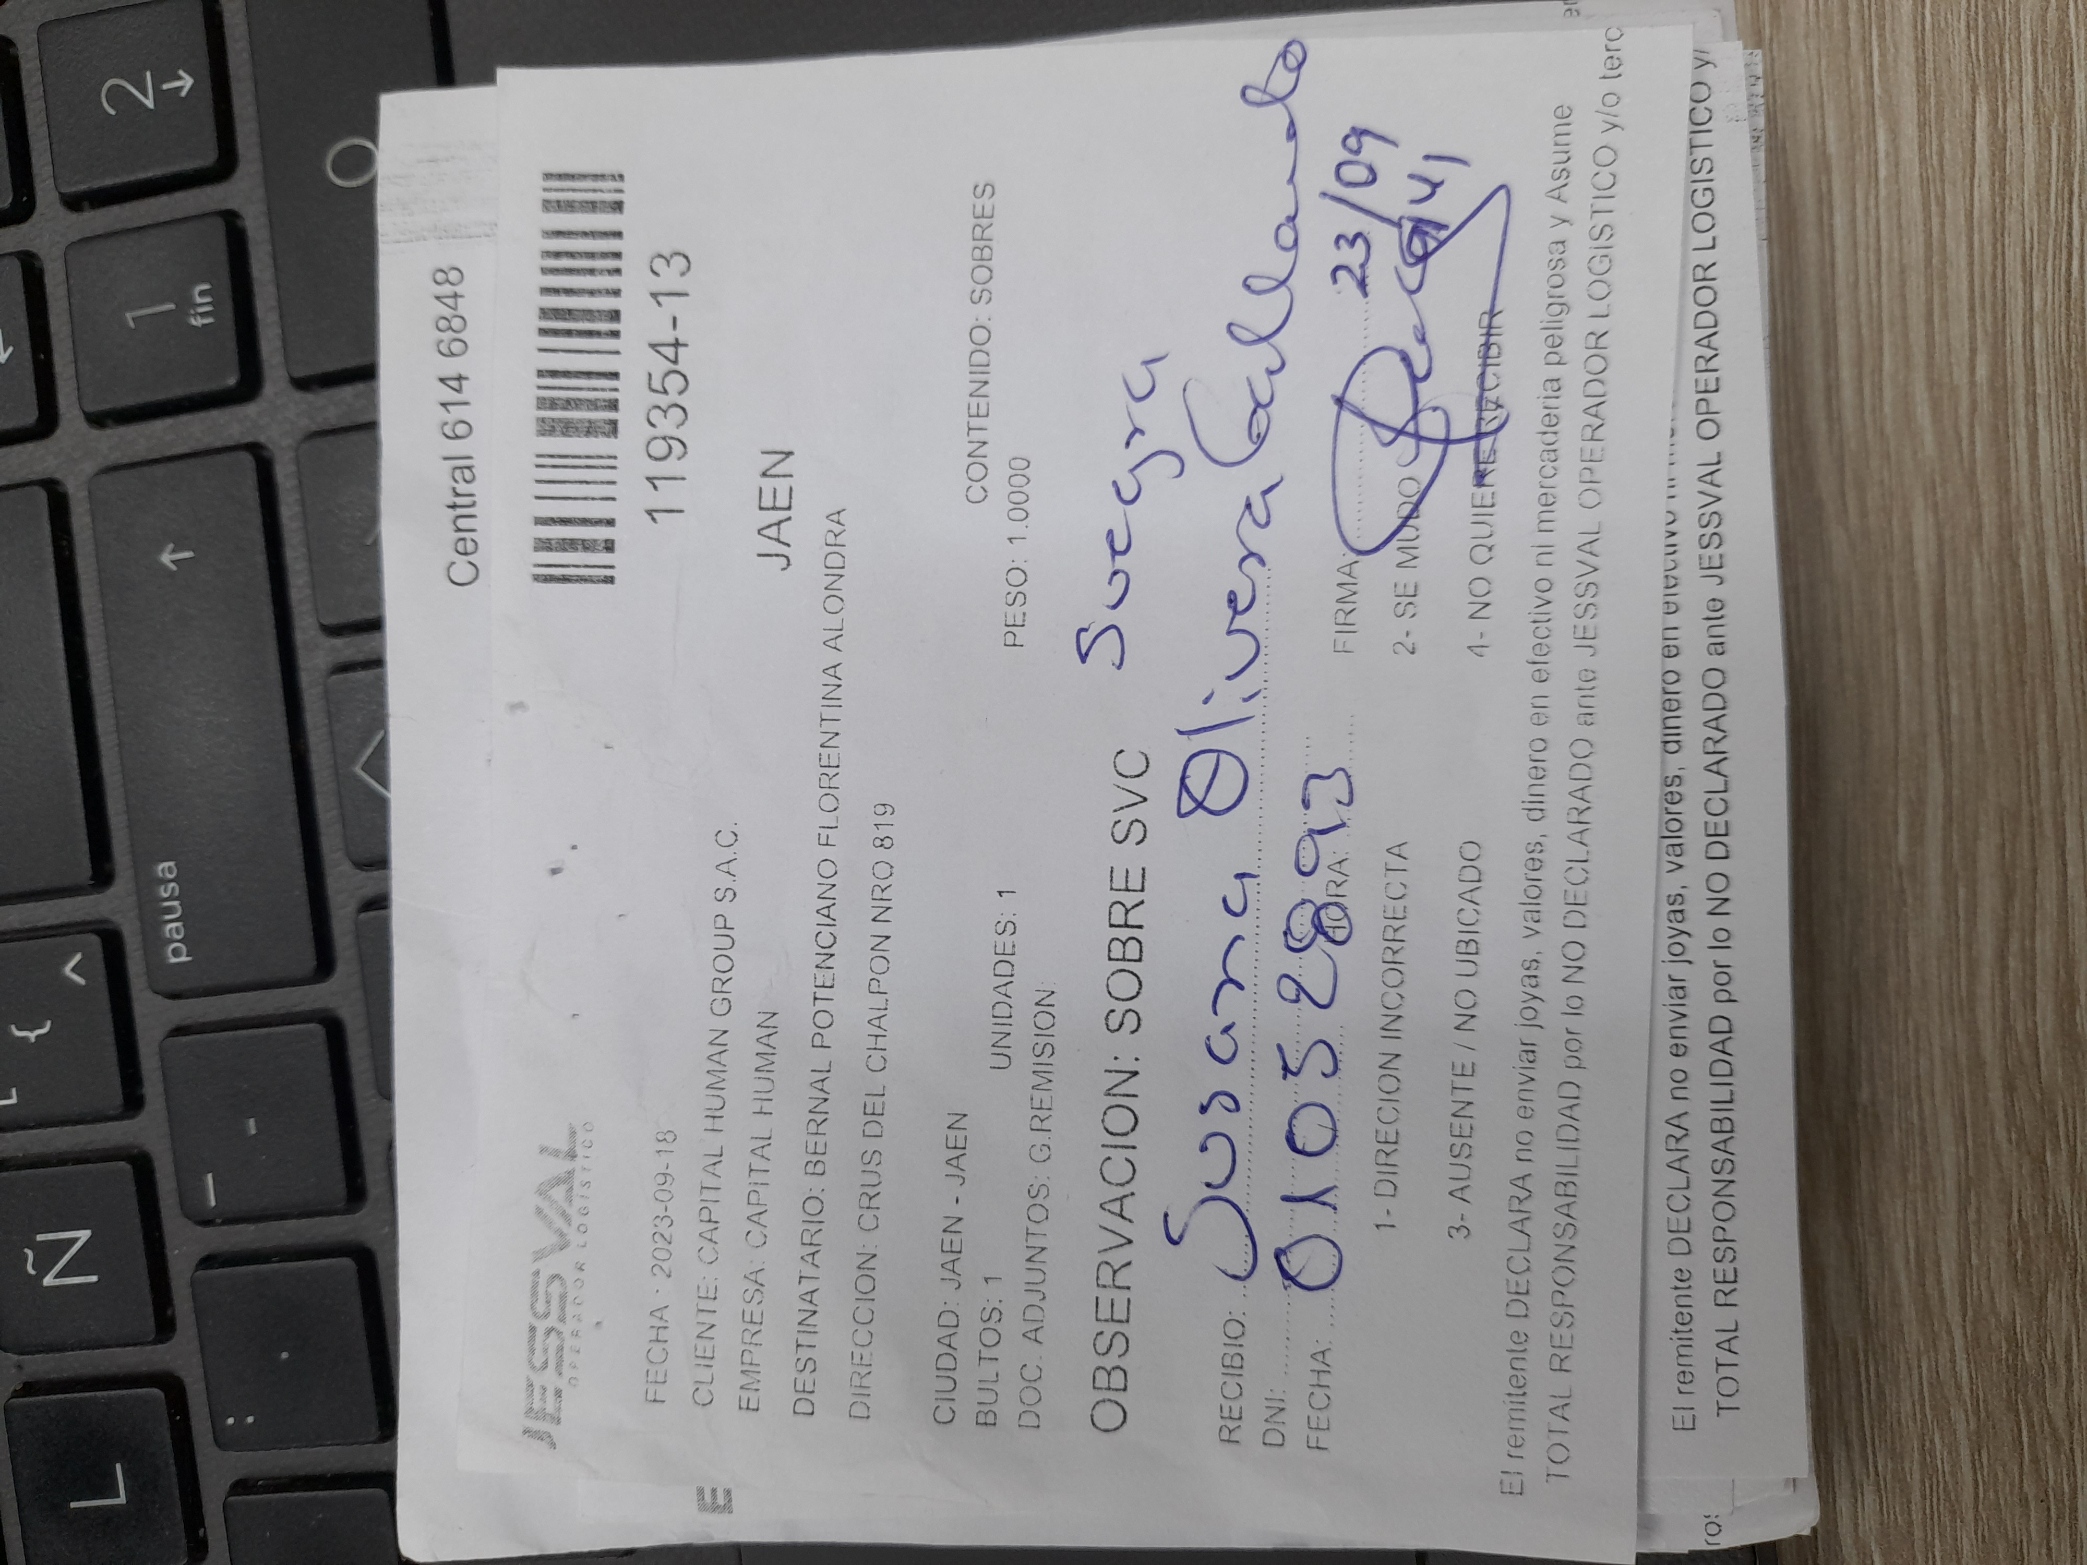 L
Ñ
{
^
pausa ↑
1
fin
2
↓
:
.
_
-
0
Central 614 6848
JESSVAL
OPERADOR LOGÍSTICO
119354-13
FECHA : 2023-09-18
E
CLIENTE: CAPITAL HUMAN GROUP S.A.C.
EMPRESA: CAPITAL HUMAN
JAEN
DESTINATARIO: BERNAL POTENCIANO FLORENTINA ALONDRA
DIRECCION: CRUS DEL CHALPON NRO 819
CIUDAD: JAEN - JAEN
CONTENIDO: SOBRES
BULTOS: 1 UNIDADES: 1 PESO: 1.0000
DOC. ADJUNTOS: G.REMISION:
OBSERVACION: SOBRE SVC Suegra
RECIBIO: Susana Olivera
DNI: 010528893
FECHA: HORA: FIRMA: 23/09
1- DIRECION INCORRECTA 2- SE MUDO
3- AUSENTE / NO UBICADO 4- NO QUIERE RECIBIR
El remitente DECLARA no enviar joyas, valores, dinero en efectivo ni mercaderia peligrosa y Asume
TOTAL RESPONSABILIDAD por lo NO DECLARADO ante JESSVAL OPERADOR LOGISTICO y/o terc
El remitente DECLARA no enviar joyas, valores, dinero en efectivo
TOTAL RESPONSABILIDAD por lo NO DECLARADO ante JESSVAL OPERADOR LOGISTICO y/